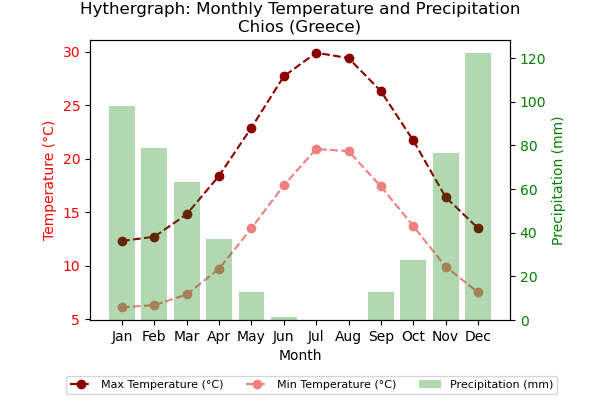 Hythergraph: Monthly Temperature and Precipitation
Chios (Greece)
Temperature (°C)
30
25
20
15
10
5
Precipitation (mm)
120
100
80
60
40
20
0
Jan Feb Mar Apr May Jun Jul Aug Sep Oct Nov Dec
Month
Max Temperature (°C) Min Temperature (°C) Precipitation (mm)